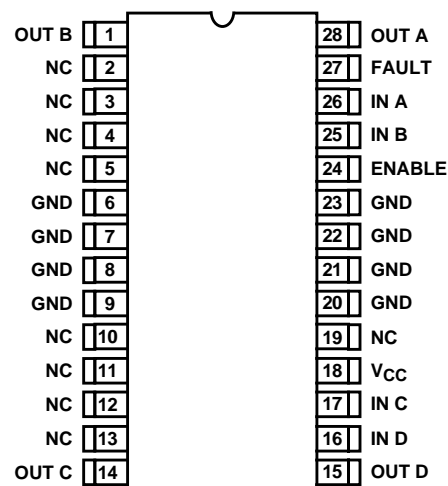 OUT B 1 28 OUT A
NC 2 27 FAULT
NC 3 26 IN A
NC 4 25 IN B
NC 5 24 ENABLE
GND 6 23 GND
GND 7 22 GND
GND 8 21 GND
GND 9 20 GND
NC 10 19 NC
NC 11 18 VCC
NC 12 17 IN C
NC 13 16 IN D
OUT C 14 15 OUT D